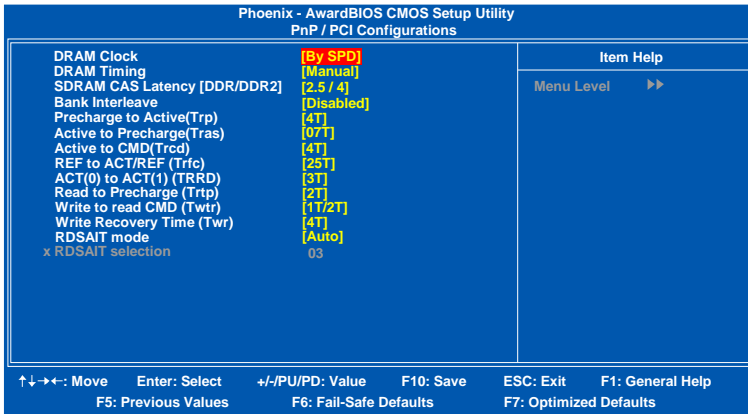 Phoenix - AwardBIOS CMOS Setup Utility
PnP / PCI Configurations
DRAM Clock [By SPD]
DRAM Timing [Manual]
SDRAM CAS Latency [DDR/DDR2] [2.5 / 4]
Bank Interleave [Disabled]
Precharge to Active(Trp) [4T]
Active to Precharge(Tras) [07T]
Active to CMD(Trcd) [4T]
REF to ACT/REF (Trfc) [25T]
ACT(0) to ACT(1) (TRRD) [3T]
Read to Precharge (Trtp) [2T]
Write to read CMD (Twtr) [1T/2T]
Write Recovery Time (Twr) [4T]
RDSAIT mode [Auto]
x RDSAIT selection 03
Item Help
Menu Level ▶▶
↑↓→←: Move Enter: Select +/-/PU/PD: Value F10: Save ESC: Exit F1: General Help
F5: Previous Values F6: Fail-Safe Defaults F7: Optimized Defaults